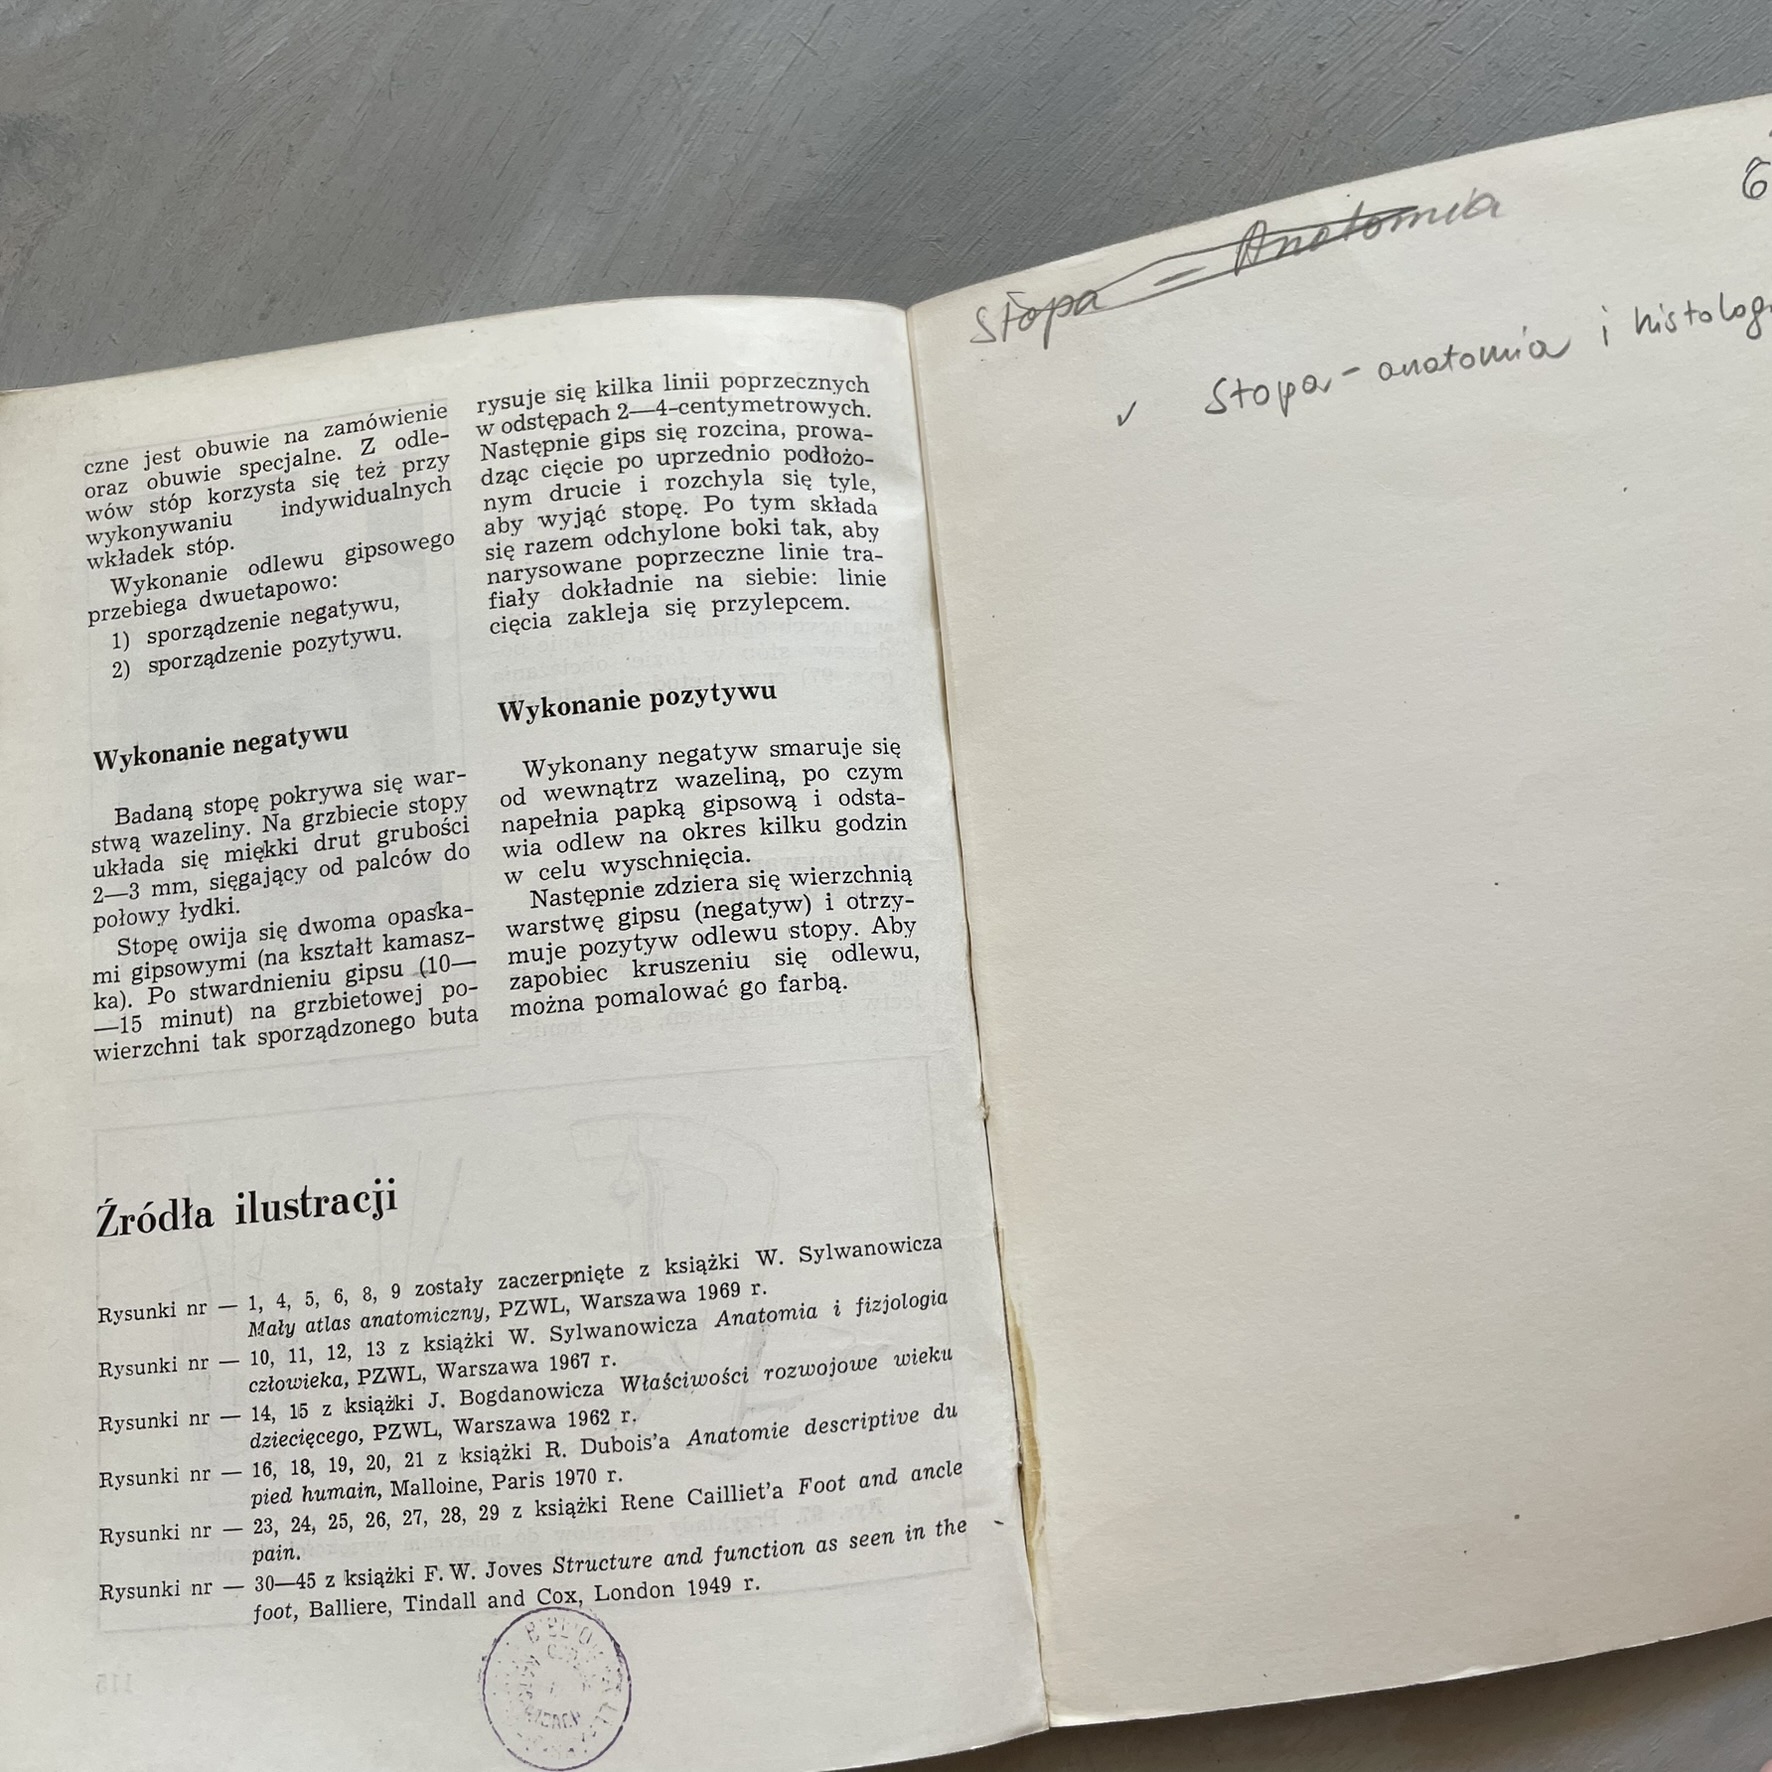 czne jest obuwie na zamówienie
oraz obuwie specjalne. Z odle-
wów stóp korzysta się też przy
wykonywaniu indywidualnych
wkładek stóp.
Wykonanie odlewu gipsowego
przebiega dwuetapowo:
1) sporządzenie negatywu,
2) sporządzenie pozytywu.
Wykonanie negatywu
Badaną stopę pokrywa się war-
stwą wazeliny. Na grzbiecie stopy
układa się miękki drut grubości
2—3 mm, sięgający od palców do
połowy łydki.
Stopę owija się dwoma opaska-
mi gipsowymi (na kształt kamasz-
ka). Po stwardnieniu gipsu (10—
—15 minut) na grzbietowej po-
wierzchni tak sporządzonego buta
rysuje się kilka linii poprzecznych
w odstępach 2—4-centymetrowych.
Następnie gips się rozcina, prowa-
dząc cięcie po uprzednio podłożo-
nym drucie i rozchyla się tyle,
aby wyjąć stopę. Po tym składa
się razem odchylone boki tak, aby
narysowane poprzeczne linie tra-
fiały dokładnie na siebie: linie
cięcia zakleja się przylepcem.
Wykonanie pozytywu
Wykonany negatyw smaruje się
od wewnątrz wazeliną, po czym
napełnia papką gipsową i odsta-
wia odlew na okres kilku godzin
w celu wyschnięcia.
Następnie zdziera się wierzchnią
warstwę gipsu (negatyw) i otrzy-
muje pozytyw odlewu stopy. Aby
zapobiec kruszeniu się odlewu,
można pomalować go farbą.
Źródła ilustracji
Rysunki nr — 1, 4, 5, 6, 8, 9 zostały zaczerpnięte z książki W. Sylwanowicza
Mały atlas anatomiczny, PZWL, Warszawa 1969 r.
Rysunki nr — 10, 11, 12, 13 z książki W. Sylwanowicza Anatomia i fizjologia
człowieka, PZWL, Warszawa 1967 r.
Rysunki nr — 14, 15 z książki J. Bogdanowicza Właściwości rozwojowe wieku
dziecięcego, PZWL, Warszawa 1962 r.
Rysunki nr — 16, 18, 19, 20, 21 z książki R. Dubois'a Anatomie descriptive du
pied humain, Malloine, Paris 1970 r.
Rysunki nr — 23, 24, 25, 26, 27, 28, 29 z książki Rene Cailliet'a Foot and ancle
pain.
Rysunki nr — 30—45 z książki F. W. Joves Structure and function as seen in the
foot, Balliere, Tindall and Cox, London 1949 r.
6
Stopa = Anatomia
✓ Stopa - anatomia i histologi